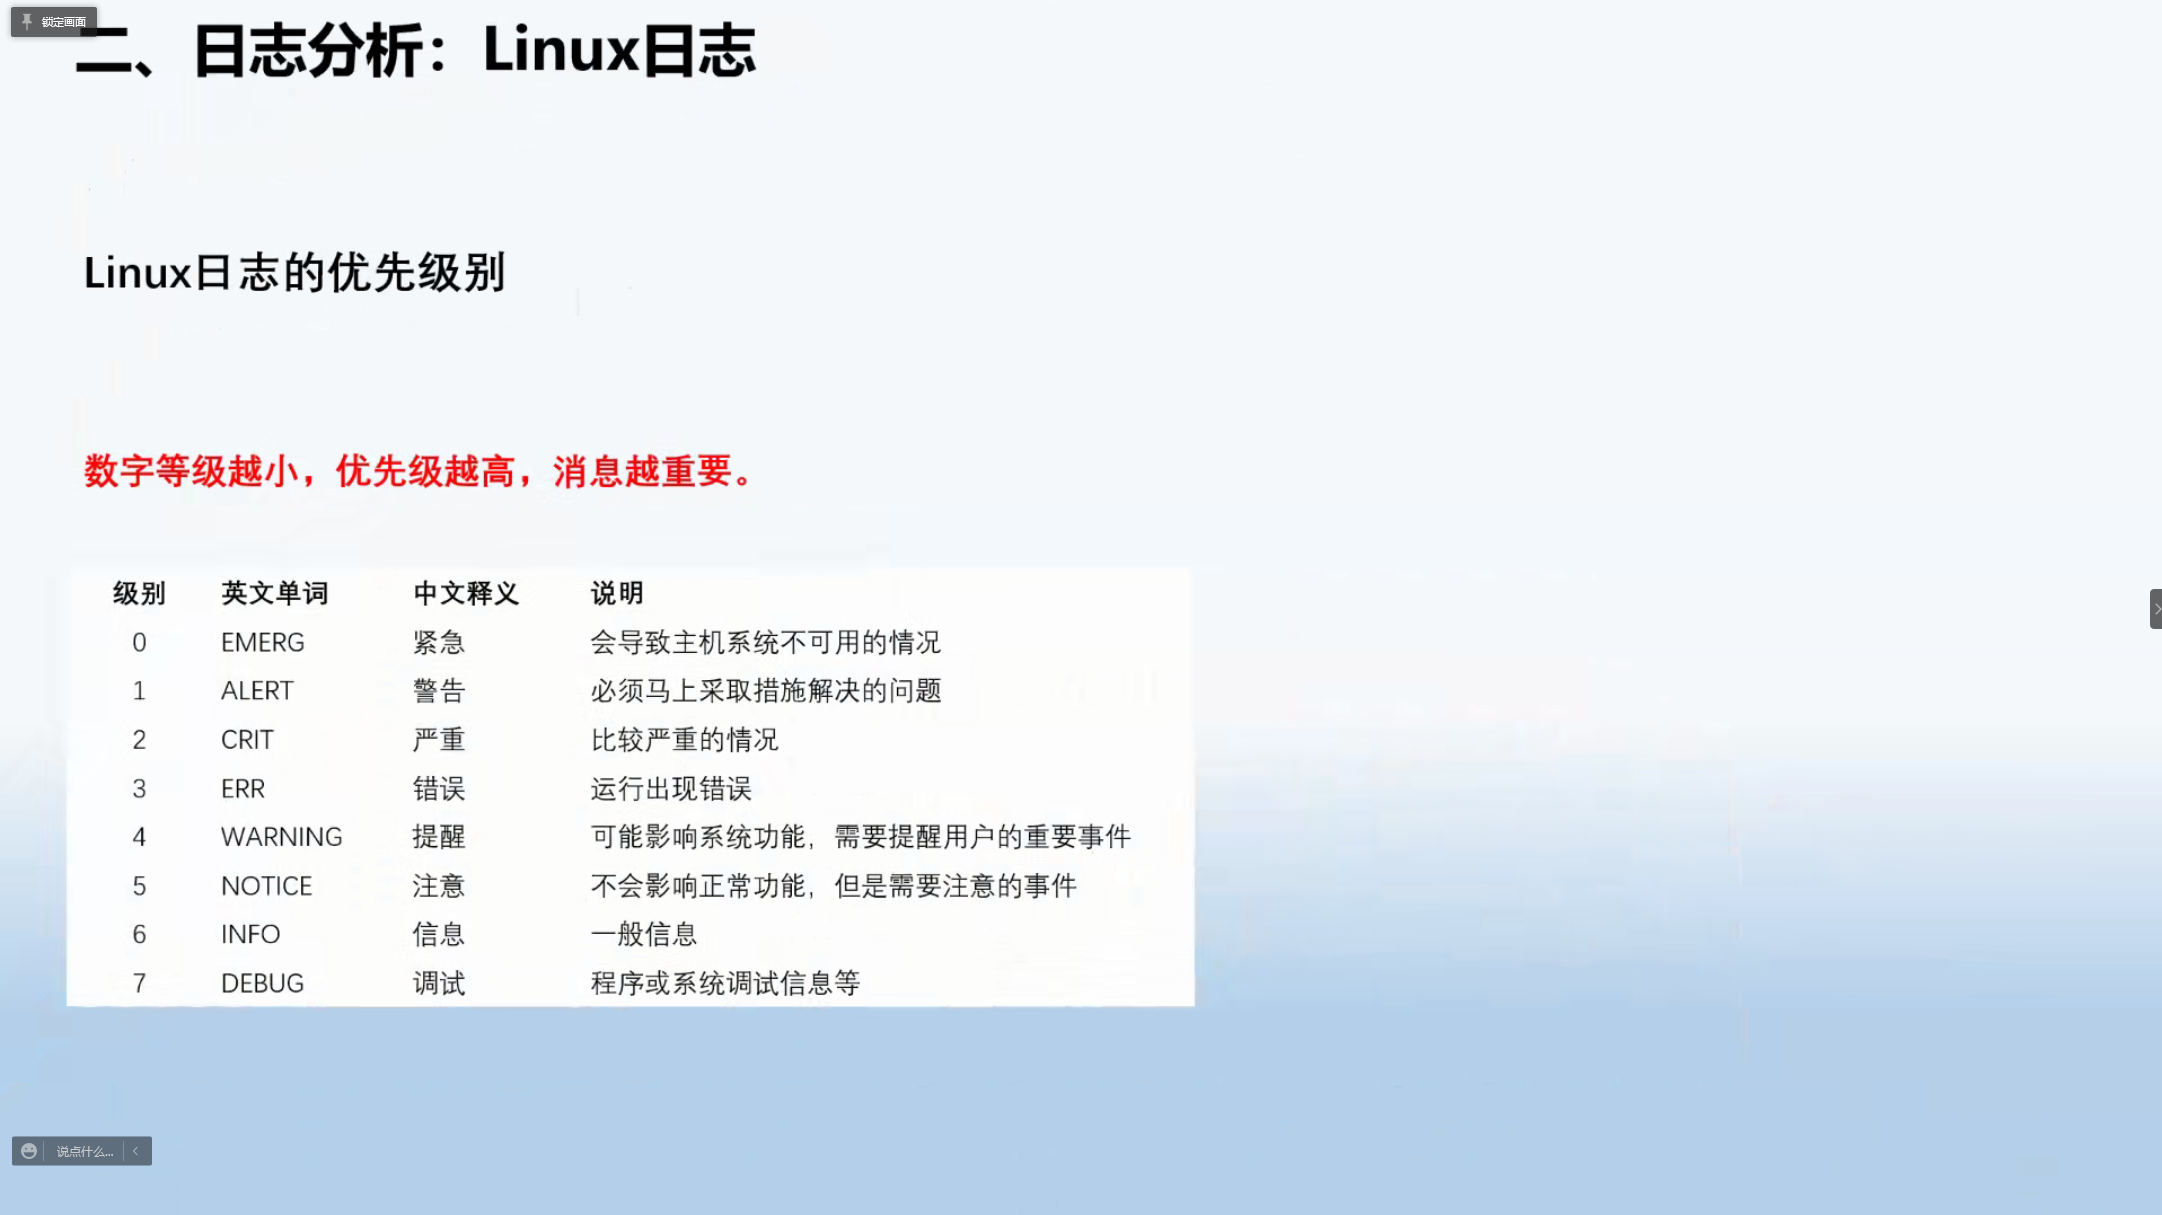 锁定画面
二、日志分析：Linux日志
Linux日志的优先级别
数字等级越小，优先级越高，消息越重要。
级别 英文单词 中文释义 说明
0 EMERG 紧急 会导致主机系统不可用的情况
1 ALERT 警告 必须马上采取措施解决的问题
2 CRIT 严重 比较严重的情况
3 ERR 错误 运行出现错误
4 WARNING 提醒 可能影响系统功能，需要提醒用户的重要事件
5 NOTICE 注意 不会影响正常功能，但是需要注意的事件
6 INFO 信息 一般信息
7 DEBUG 调试 程序或系统调试信息等
说点什么...